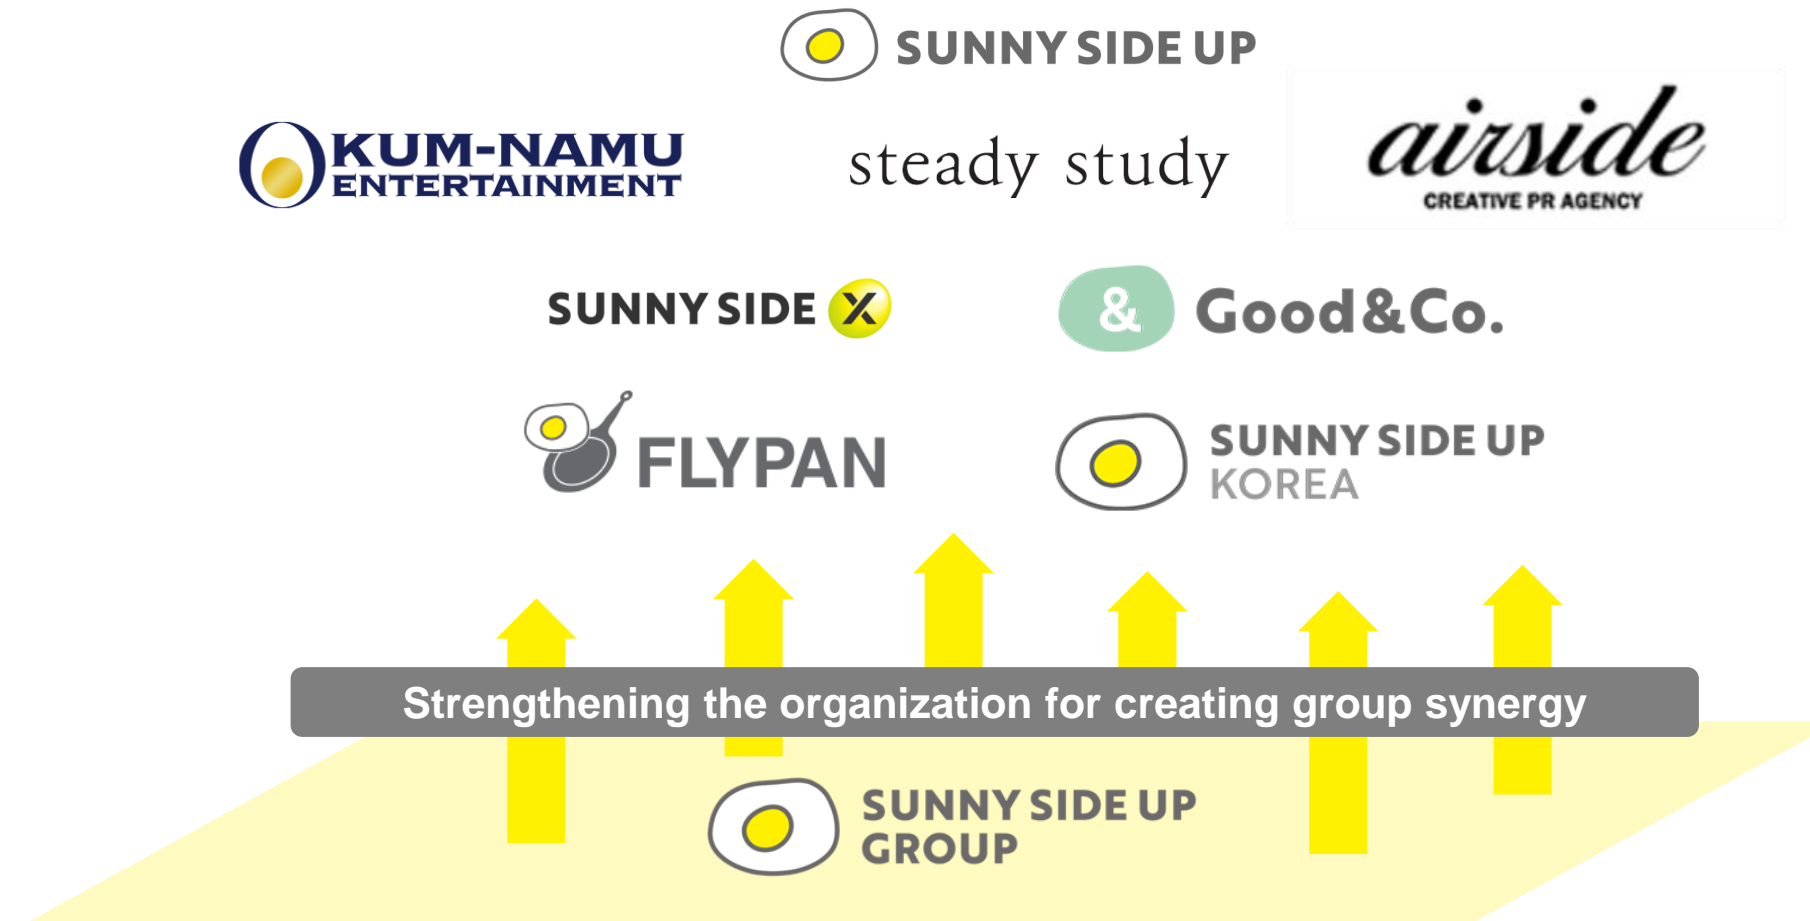 SUNNY SIDE UP
KUM-NAMU
ENTERTAINMENT
steady study
airside
CREATIVE PR AGENCY
SUNNY SIDE X
& Good&Co.
FLYPAN
SUNNY SIDE UP
KOREA
Strengthening the organization for creating group synergy
SUNNY SIDE UP
GROUP